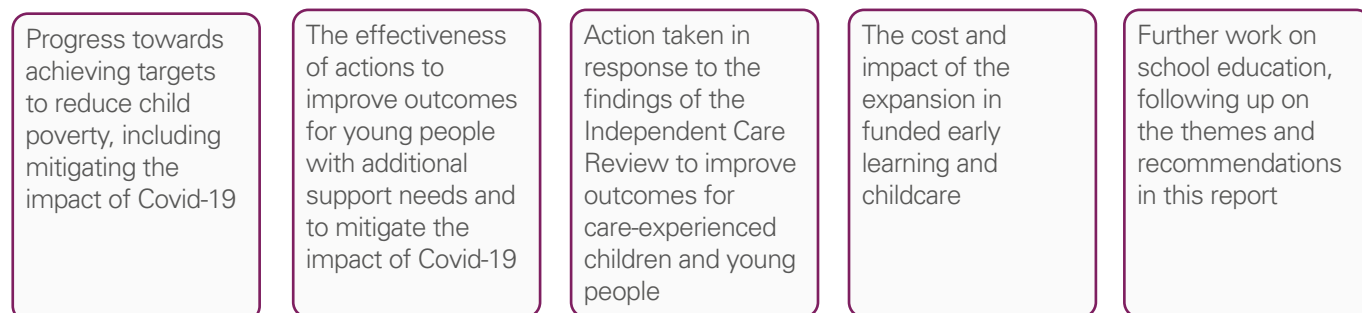 Progress towards
achieving targets
to reduce child
poverty, including
mitigating the
impact of Covid-19
The effectiveness
of actions to
improve outcomes
for young people
with additional
support needs and
to mitigate the
impact of Covid-19
Action taken in
response to the
findings of the
Independent Care
Review to improve
outcomes for
care-experienced
children and young
people
The cost and
impact of the
expansion in
funded early
learning and
childcare
Further work on
school education,
following up on
the themes and
recommendations
in this report